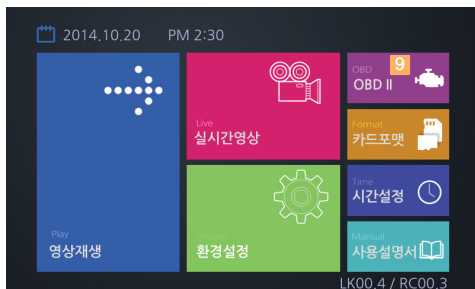 2014.10.20 PM 2:30
Play
영상재생
Live
실시간영상
환경설정
OBD
9
OBD II
Format
카드포맷
Time
시간설정
Manual
사용설명서
LK00.4 / RC00.3